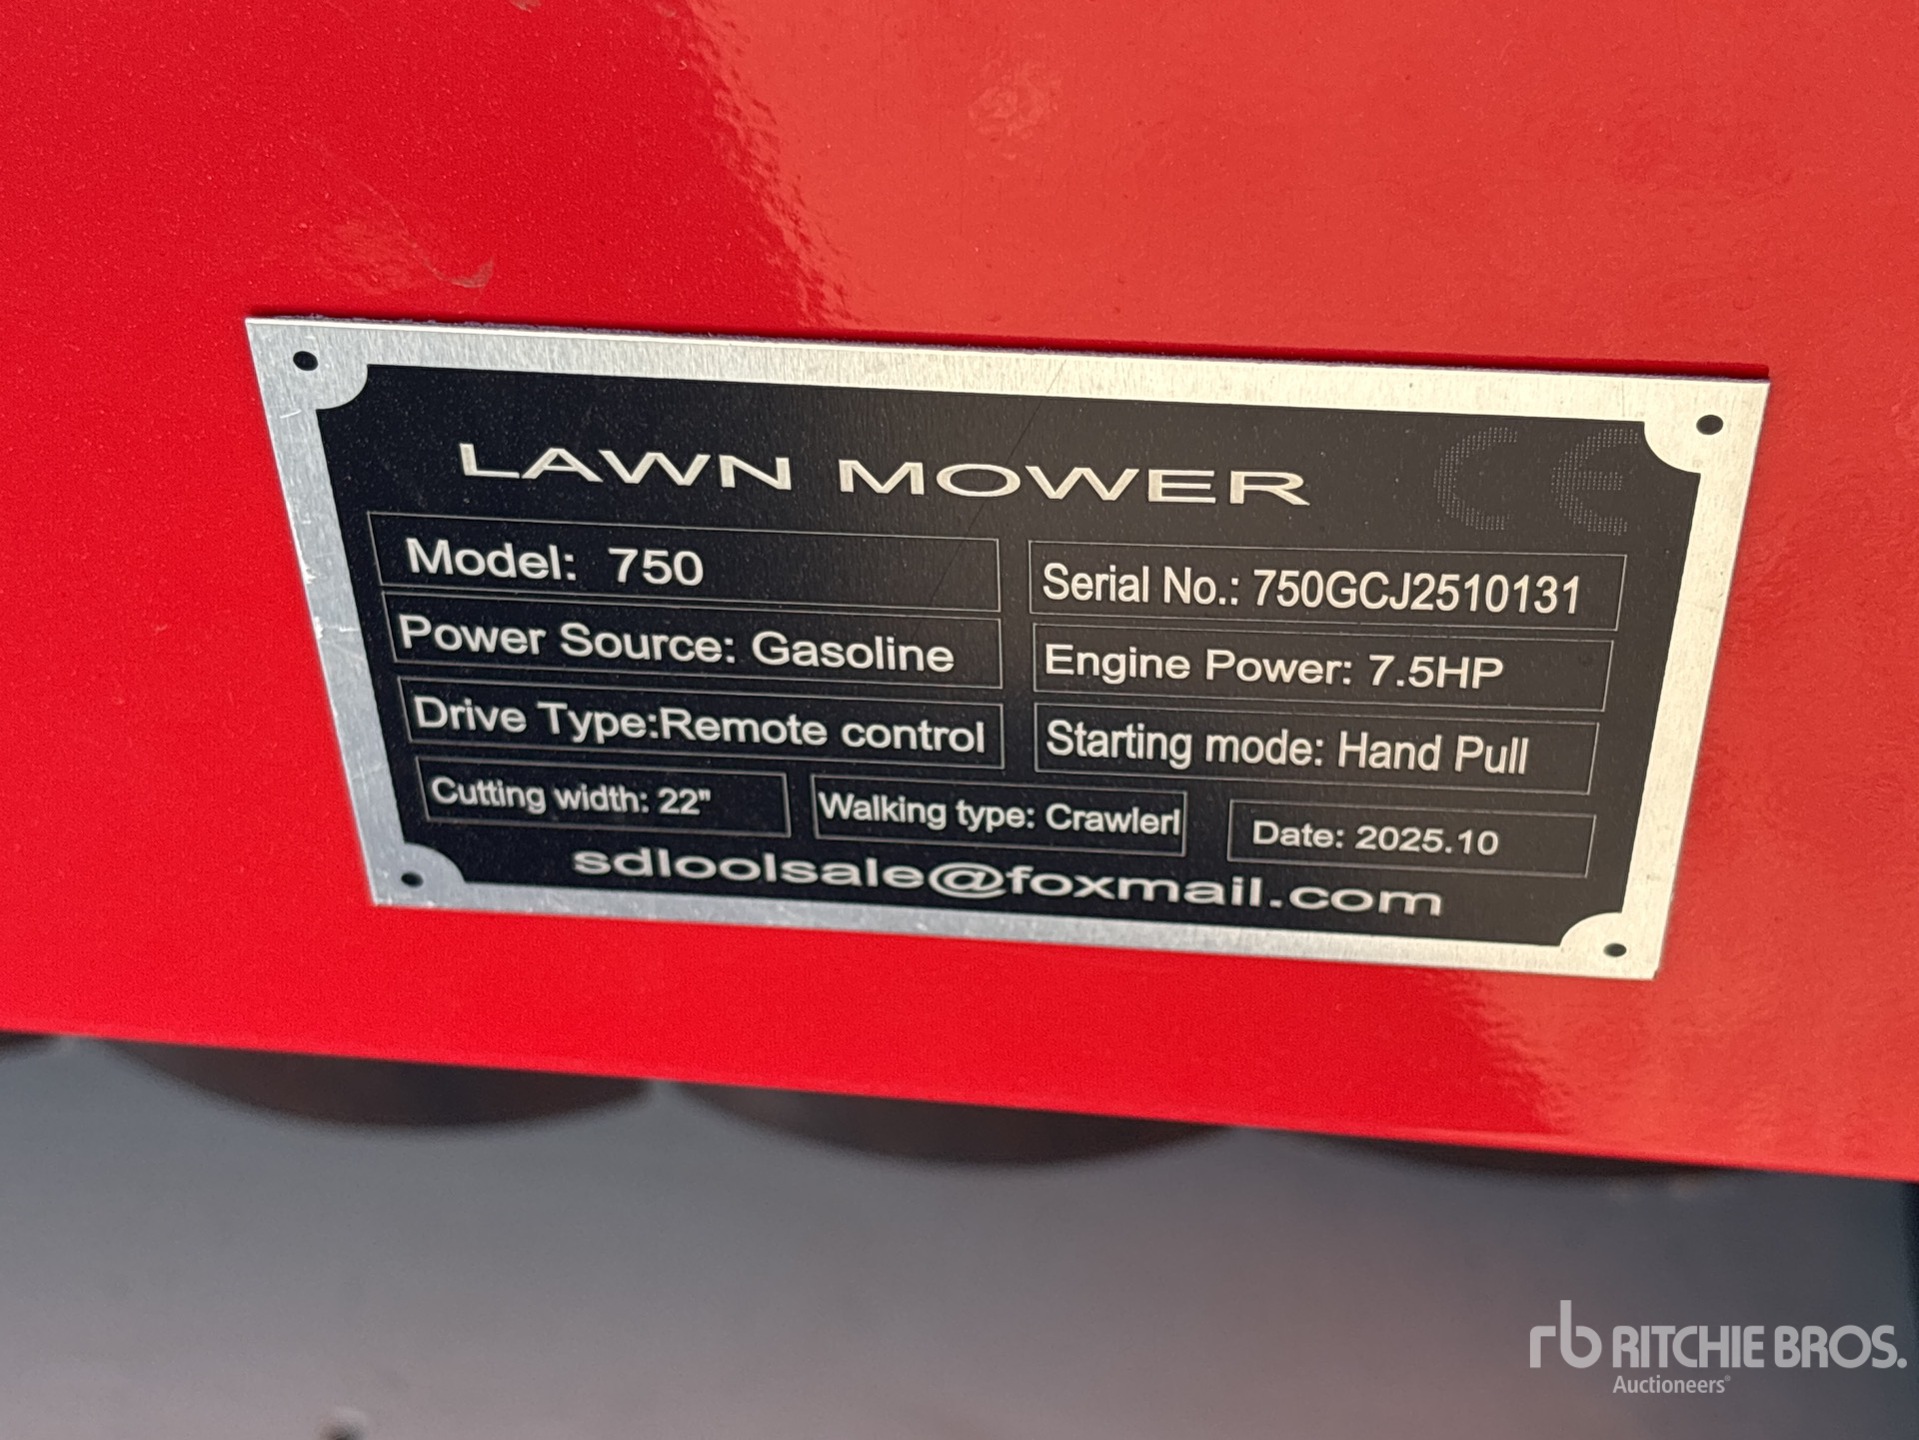 LAWN MOWER
CE
Model: 750
Serial No.: 750GCJ2510131
Power Source: Gasoline
Engine Power: 7.5HP
Drive Type:Remote control
Starting mode: Hand Pull
Cutting width: 22"
Walking type: Crawlerl
Date: 2025.10
sdloolsale@foxmail.com
rb RITCHIE BROS.
Auctioneers®